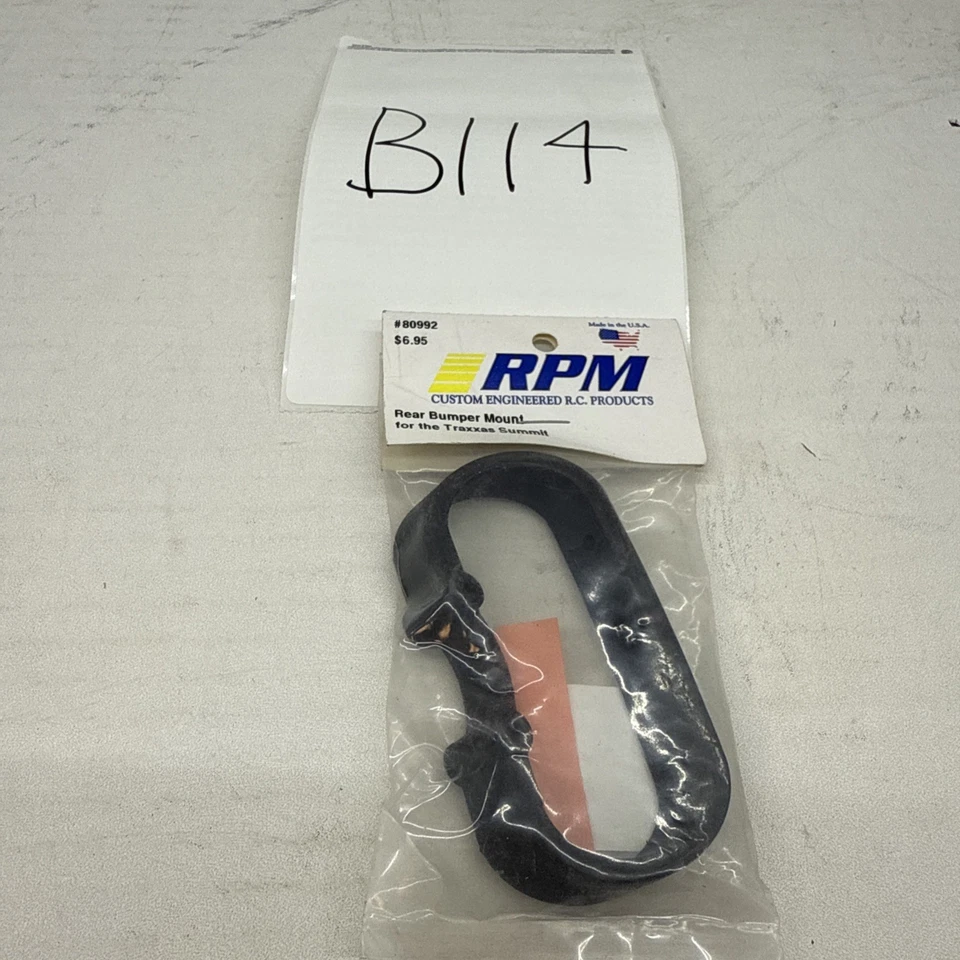 B114
#80992
Made in the U.S.A.
$6.95
RPM
CUSTOM ENGINEERED R.C. PRODUCTS
Rear Bumper Mount
for the Traxxas Summit